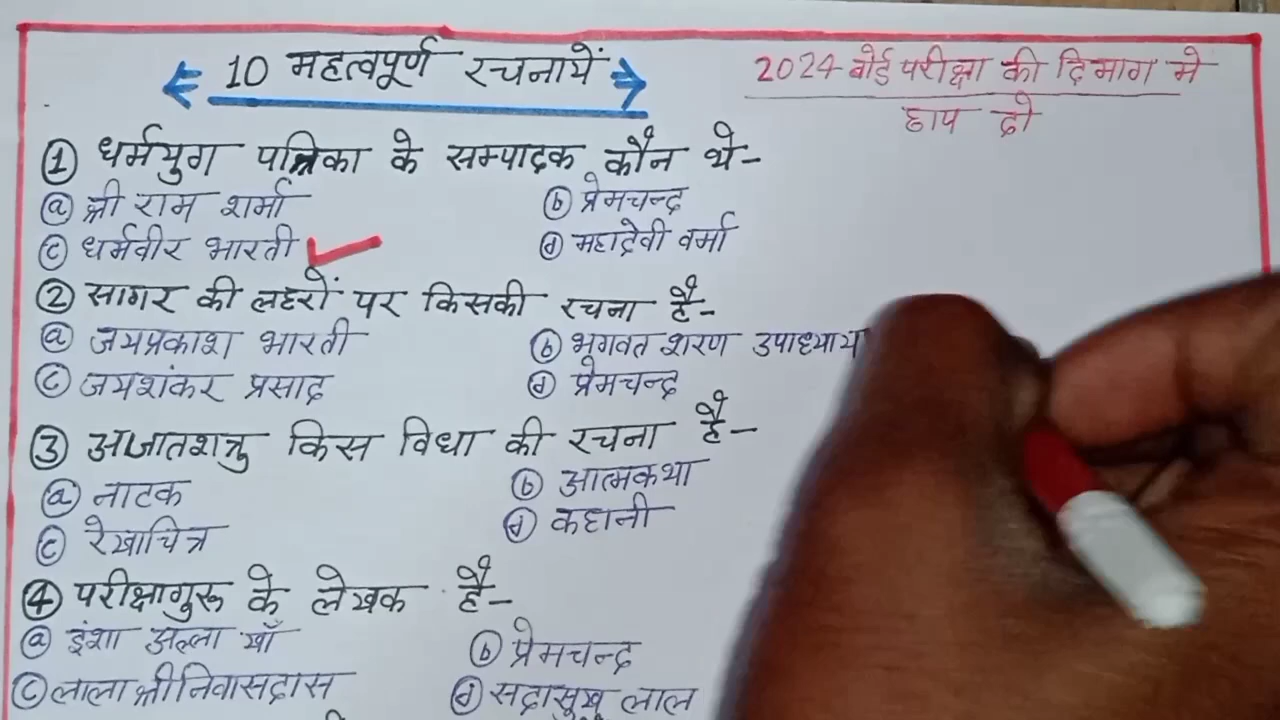 10 महत्वपूर्ण रचनायें
2024 बोर्ड परीक्षा की दिमाग मे
छाप दो
① धर्मयुग पत्रिका के सम्पादक कौन थे-
ⓐ श्री राम शर्मा ⓑ प्रेमचन्द
ⓒ धर्मवीर भारती ⓓ महादेवी वर्मा
② सागर की लहरों पर किसकी रचना है-
ⓐ जयप्रकाश भारती ⓑ भगवत शरण उपाध्याय
ⓒ जयशंकर प्रसाद ⓓ प्रेमचन्द
③ अजातशत्रु किस विधा की रचना है-
ⓐ नाटक ⓑ आत्मकथा
ⓒ रेखाचित्र ⓓ कहानी
④ परीक्षागुरू के लेखक है-
ⓐ इंशा अल्ला खाँ ⓑ प्रेमचन्द
ⓒ लाला श्रीनिवासदास ⓓ सदासुखु लाल